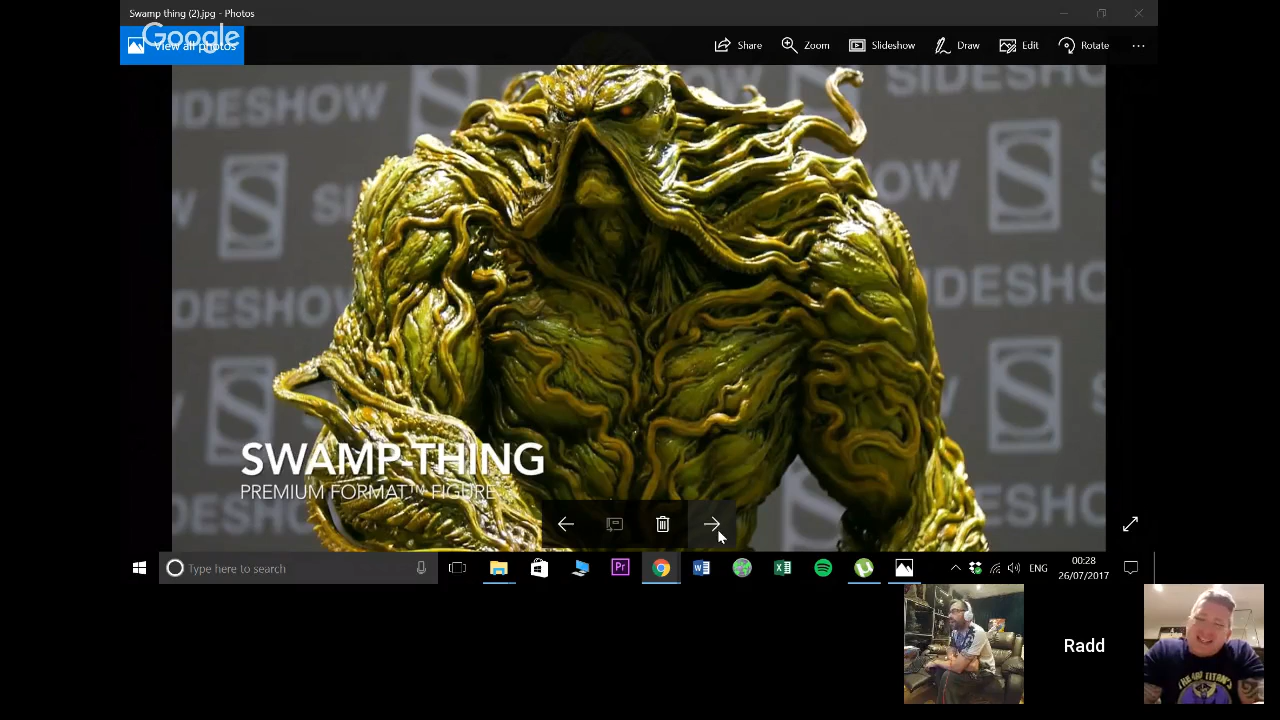 Swamp thing (2).jpg - Photos
Google
View all photos
Share
Zoom
Slideshow
Draw
Edit
Rotate
SIDESHOW
SIDESHOW
SIDESHOW
SWAMP THING
PREMIUM FORMAT™ FIGURE
Type here to search
Pr
ENG
00:28
26/07/2017
Radd